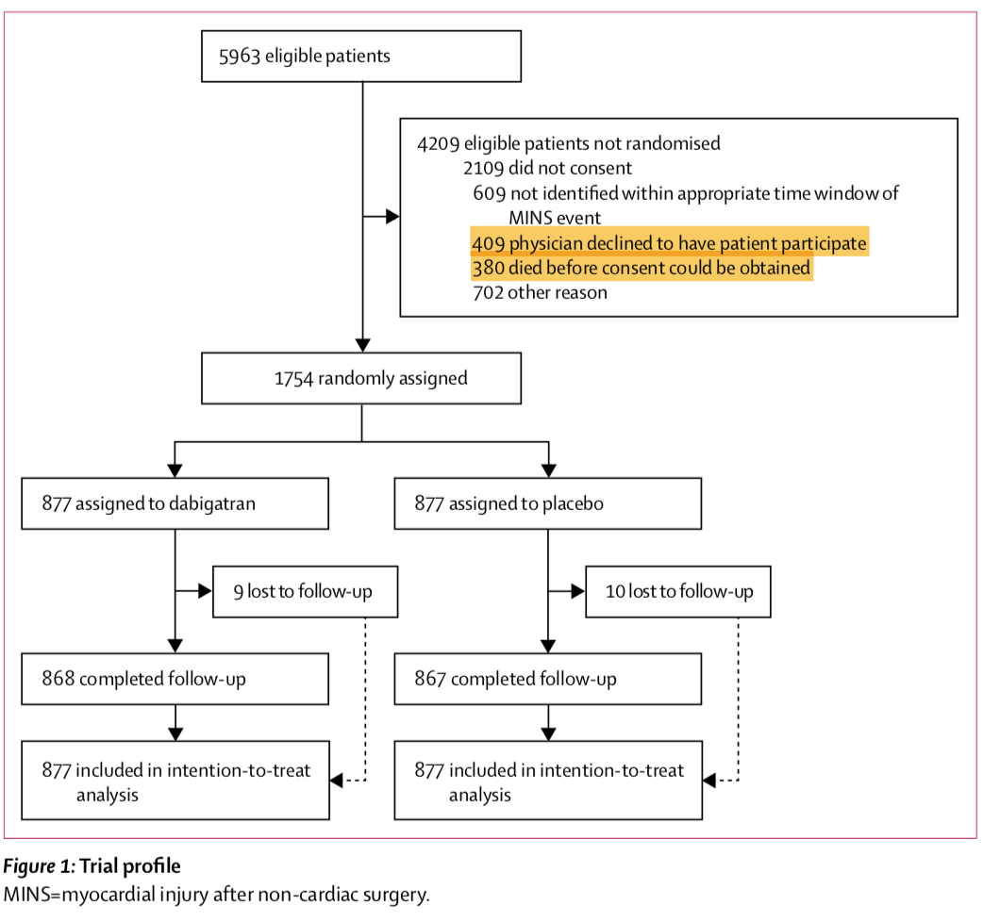 5963 eligible patients
4209 eligible patients not randomised
2109 did not consent
609 not identified within appropriate time window of
MINS event
409 physician declined to have patient participate
380 died before consent could be obtained
702 other reason
1754 randomly assigned
877 assigned to dabigatran
877 assigned to placebo
9 lost to follow-up
10 lost to follow-up
868 completed follow-up
867 completed follow-up
877 included in intention-to-treat
analysis
877 included in intention-to-treat
analysis
Figure 1: Trial profile
MINS=myocardial injury after non-cardiac surgery.